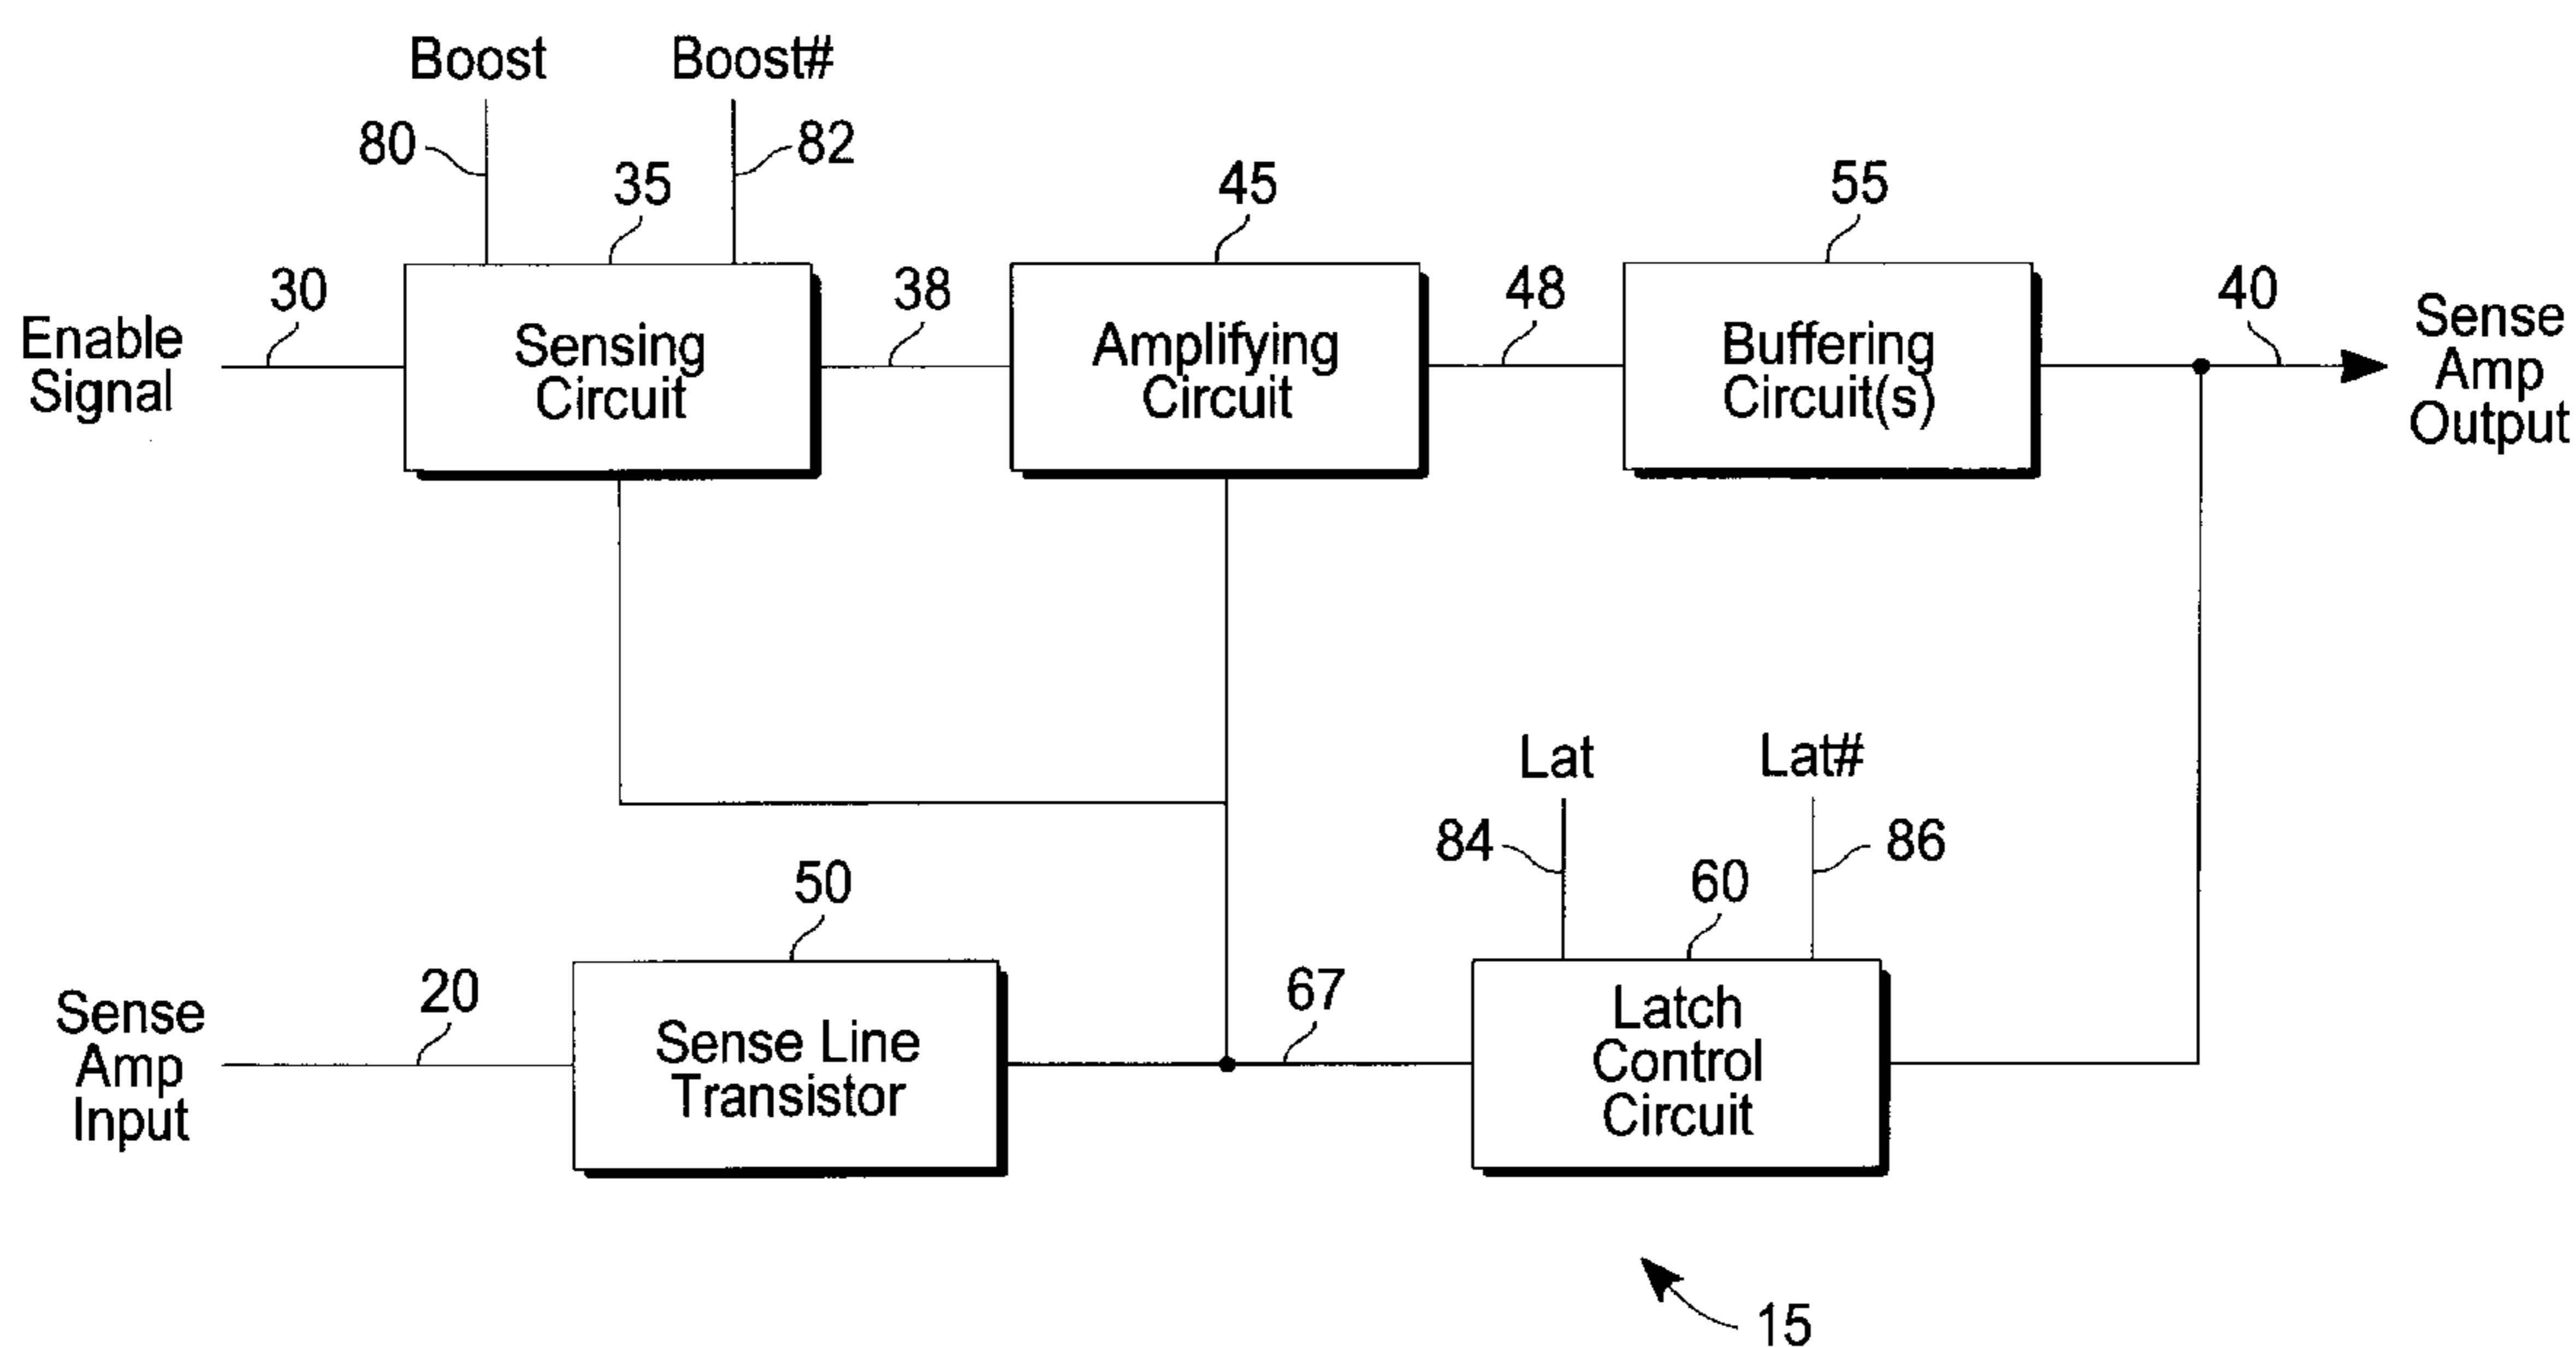 Boost
Boost#
80
82
35
45
55
30
38
48
40
Enable
Signal
Sensing
Circuit
Amplifying
Circuit
Buffering
Circuit(s)
Sense
Amp
Output
Lat
Lat#
84
86
50
60
20
67
Sense
Amp
Input
Sense Line
Transistor
Latch
Control
Circuit
15